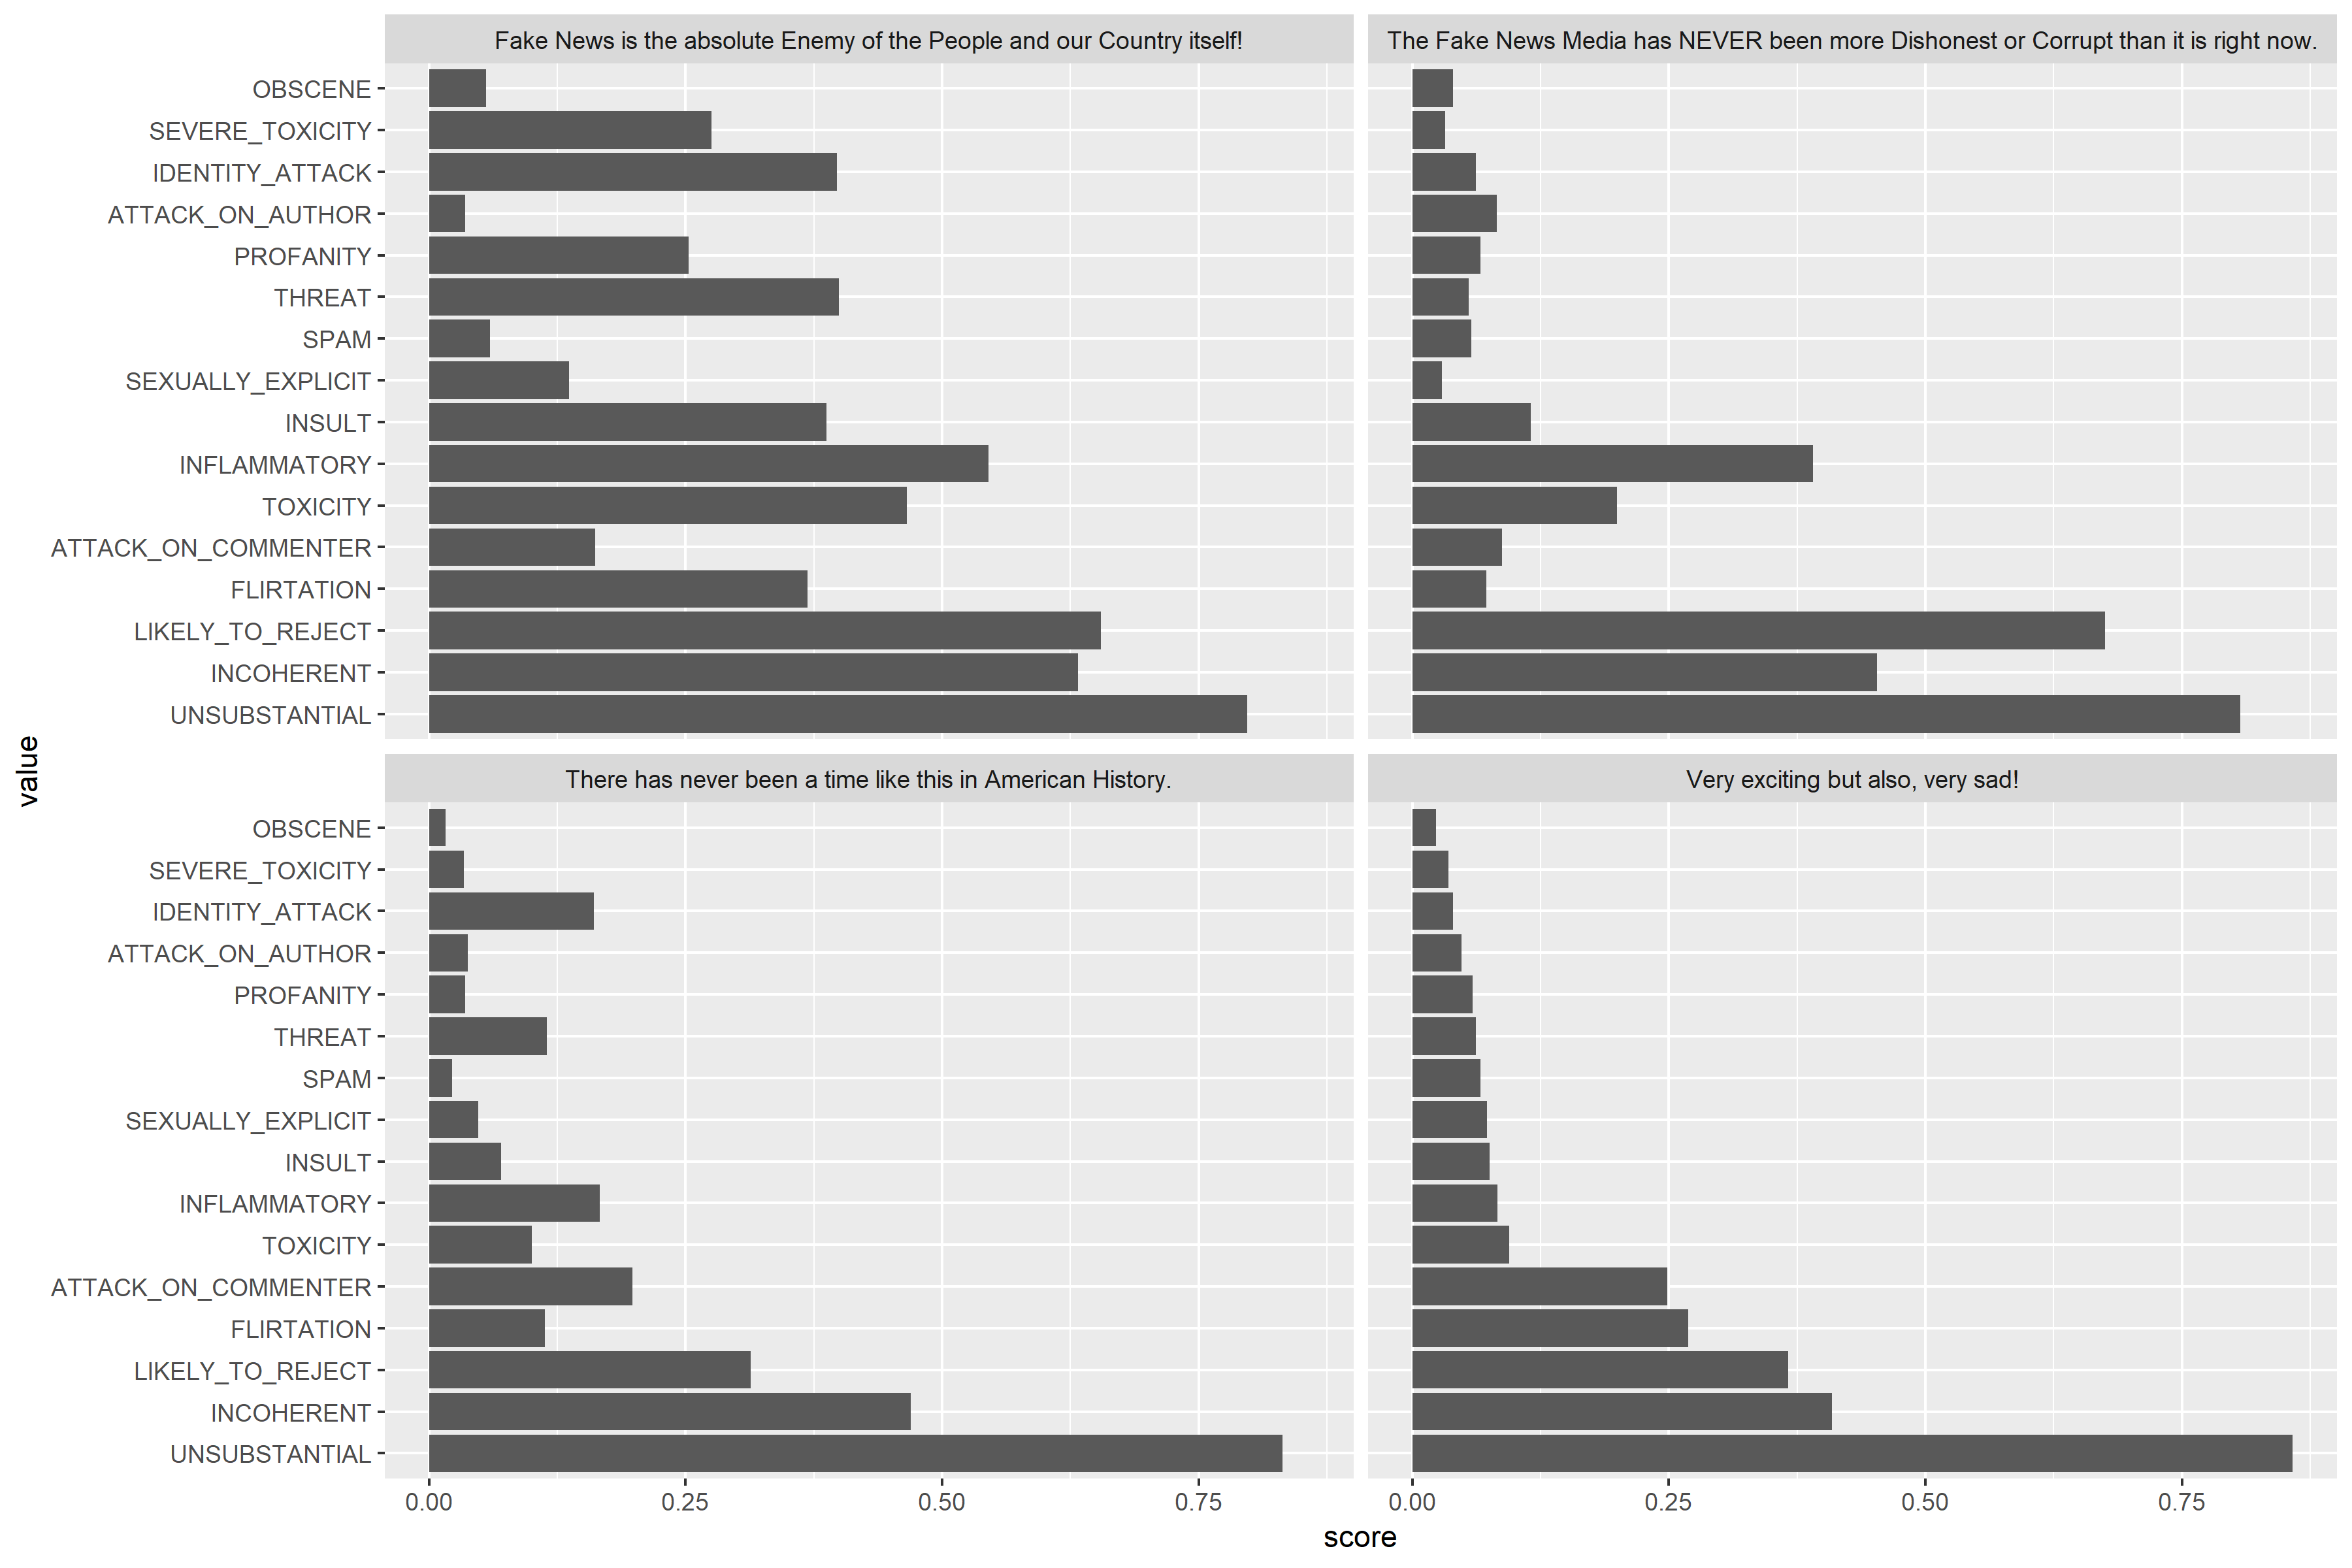 Fake News is the absolute Enemy of the People and our Country itself!
The Fake News Media has NEVER been more Dishonest or Corrupt than it is right now.
OBSCENE
SEVERE_TOXICITY
IDENTITY_ATTACK
ATTACK_ON_AUTHOR
PROFANITY
THREAT
SPAM
SEXUALLY_EXPLICIT
INSULT
INFLAMMATORY
TOXICITY
ATTACK_ON_COMMENTER
FLIRTATION
LIKELY_TO_REJECT
INCOHERENT
UNSUBSTANTIAL
value
There has never been a time like this in American History.
Very exciting but also, very sad!
OBSCENE
SEVERE_TOXICITY
IDENTITY_ATTACK
ATTACK_ON_AUTHOR
PROFANITY
THREAT
SPAM
SEXUALLY_EXPLICIT
INSULT
INFLAMMATORY
TOXICITY
ATTACK_ON_COMMENTER
FLIRTATION
LIKELY_TO_REJECT
INCOHERENT
UNSUBSTANTIAL
0.00 0.25 0.50 0.75 0.00 0.25 0.50 0.75
score